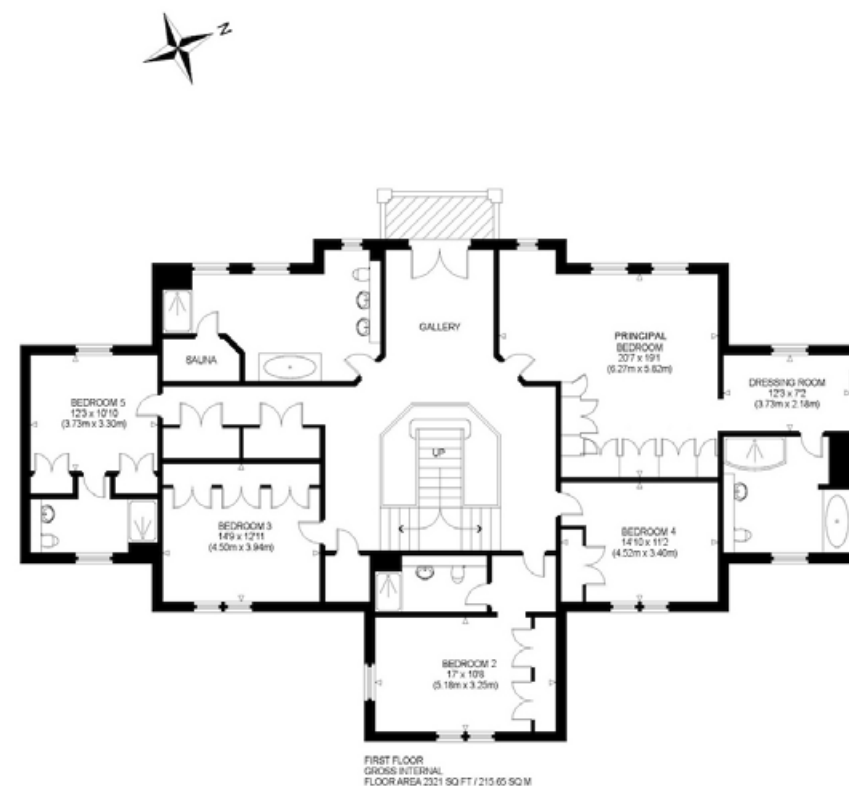 N
GALLERY
SAUNA
PRINCIPAL
BEDROOM
20'7 x 19'1
(6.27m x 5.82m)
BEDROOM 5
12'3 x 10'10
(3.73m x 3.30m)
DRESSING ROOM
12'3 x 7'2
(3.73m x 2.18m)
UP
BEDROOM 3
14'9 x 12'11
(4.50m x 3.94m)
BEDROOM 4
14'10 x 11'2
(4.52m x 3.40m)
BEDROOM 2
17' x 10'8
(5.18m x 3.25m)
FIRST FLOOR
GROSS INTERNAL
FLOOR AREA 2321 SQ FT / 215.65 SQ M